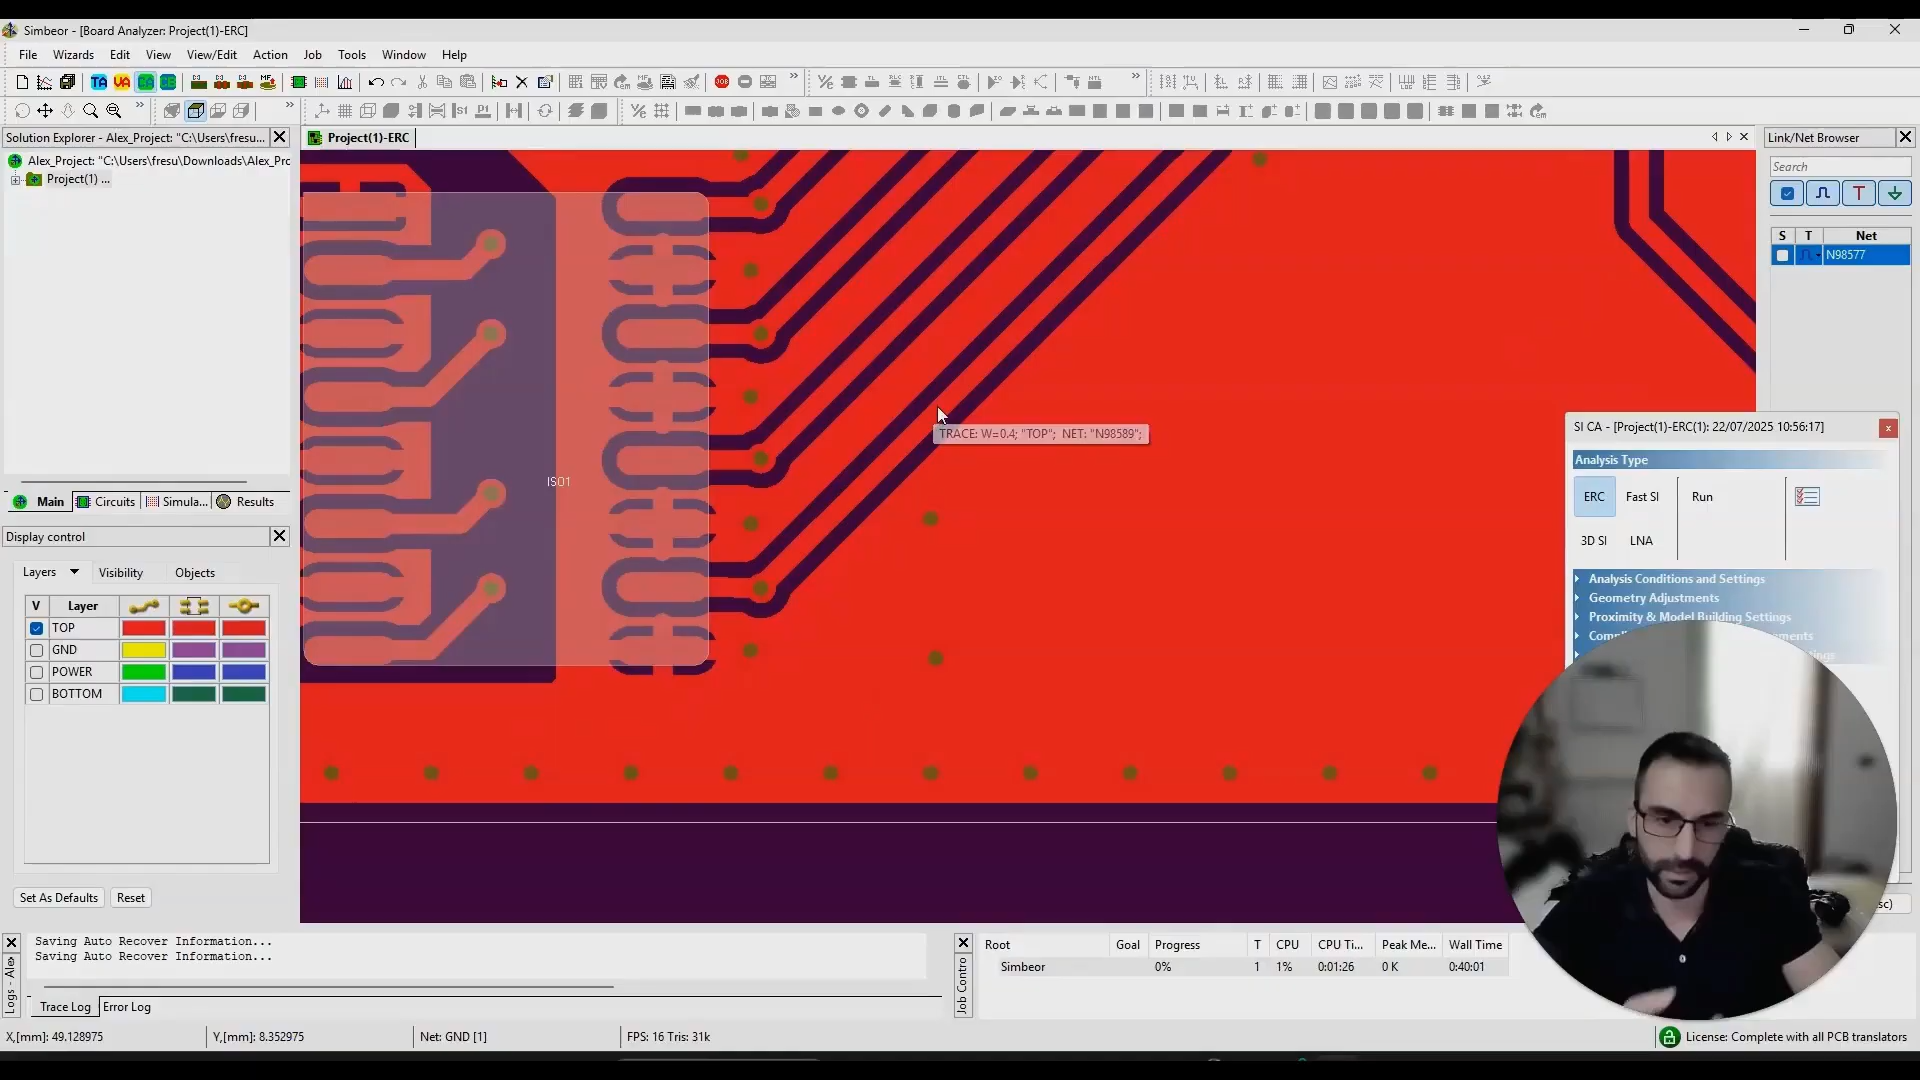 Simbeor - [Board Analyzer: Project(1)-ERC]
File Wizards Edit View View/Edit Action Job Tools Window Help
Solution Explorer - Alex_Project: "C:\Users\fresu...
Project(1)-ERC
Link/Net Browser
Alex_Project: "C:\Users\fresu\Downloads\Alex_Prc
Project(1) ...
Search
S T Net
N98577
TRACE: W=0.4; "TOP"; NET: "N98589";
ISO1
SI CA - [Project(1)-ERC(1): 22/07/2025 10:56:17]
Analysis Type
ERC Fast SI Run
3D SI LNA
Analysis Conditions and Settings
Geometry Adjustments
Proximity & Model Building Settings
Main Circuits Simula... Results
Display control
Layers Visibility Objects
V Layer
TOP
GND
POWER
BOTTOM
Set As Defaults Reset
Saving Auto Recover Information...
Saving Auto Recover Information...
Logs - Alex
Trace Log Error Log
Job Contro
Root Goal Progress T CPU CPU Ti... Peak Me... Wall Time
Simbeor 0% 1 1% 0:01:26 0 K 0:40:01
X,[mm]: 49.128975 Y,[mm]: 8.352975 Net: GND [1] FPS: 16 Tris: 31k
License: Complete with all PCB translators